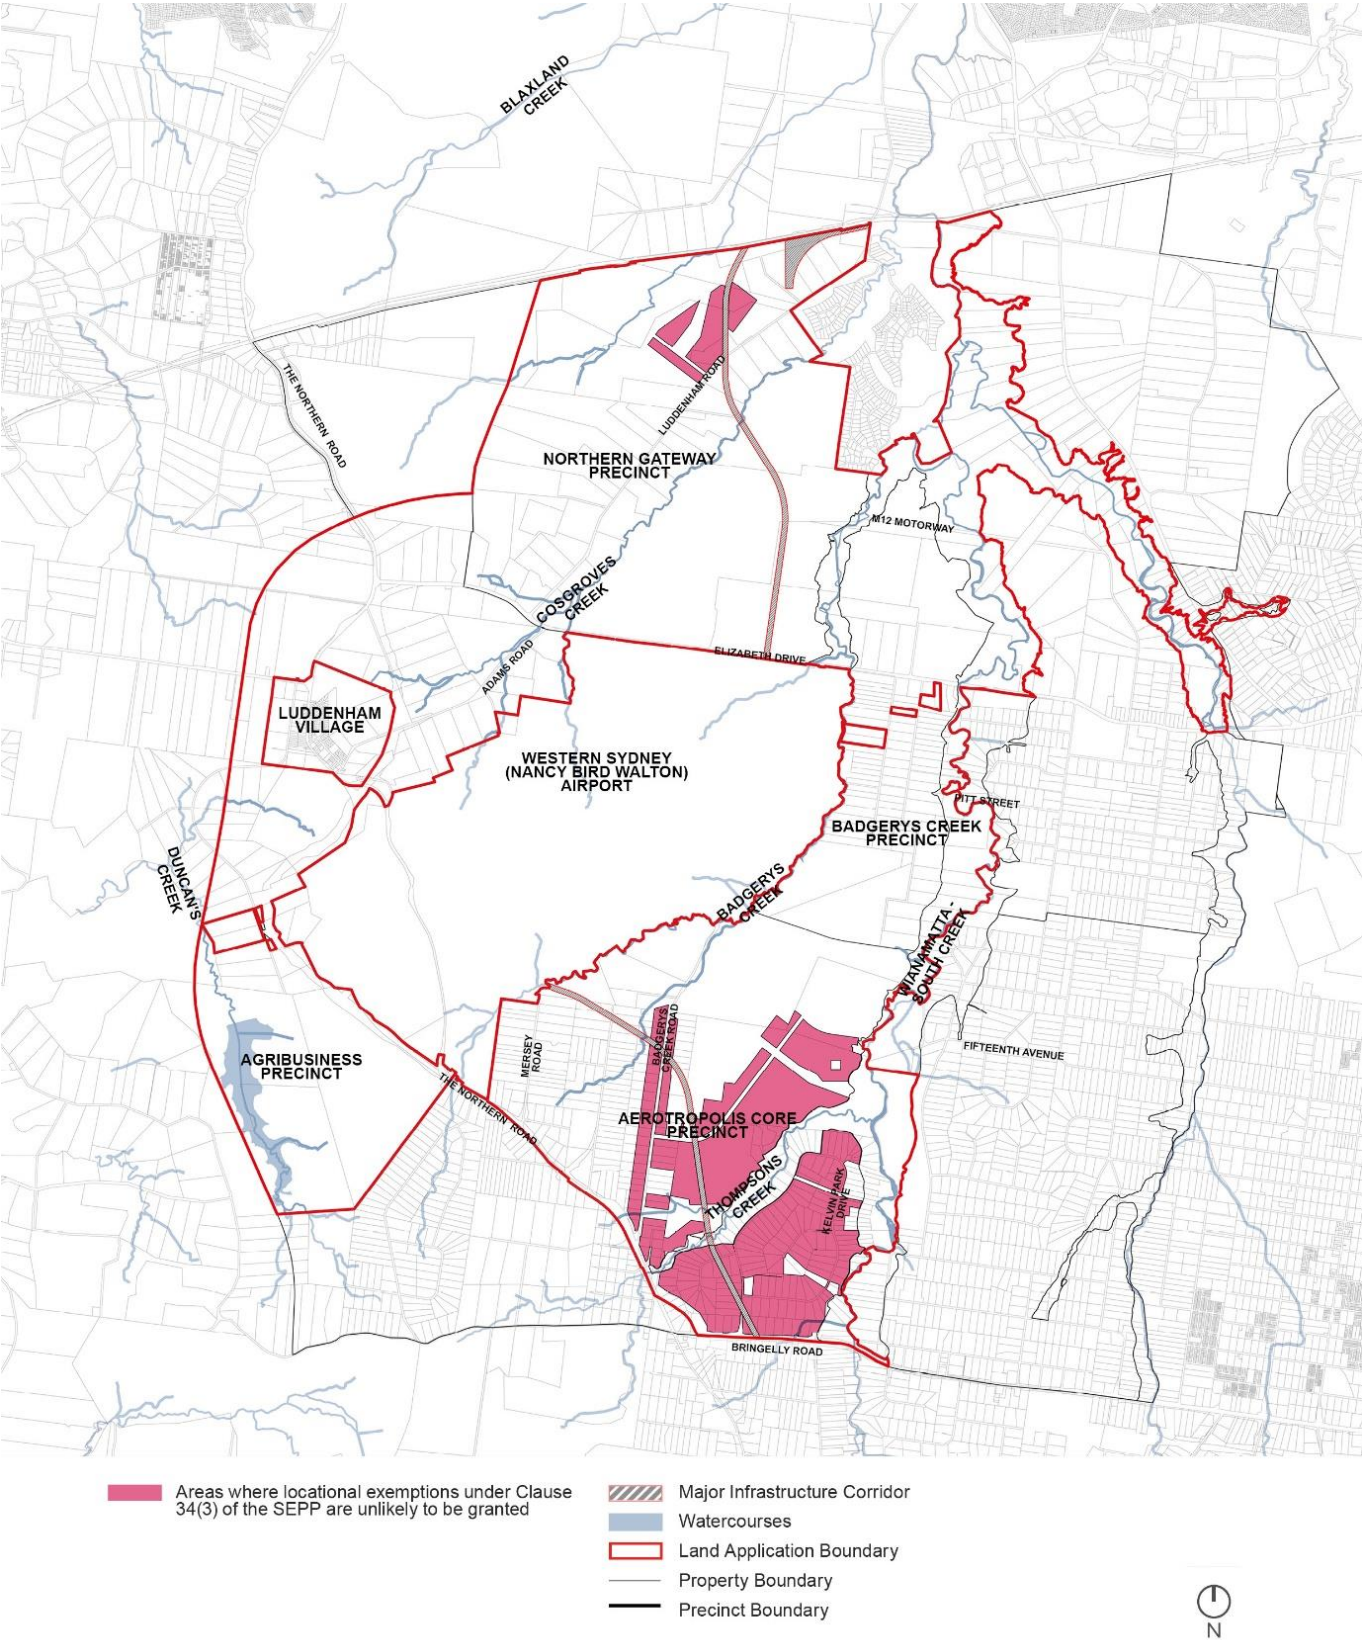 BLAXLAND
CREEK
THE NORTHERN ROAD
LUDDENHAM ROAD
NORTHERN GATEWAY
PRECINCT
M12 MOTORWAY
COSGROVES
CREEK
ELIZABETH DRIVE
ADAMS ROAD
LUDDENHAM
VILLAGE
WESTERN SYDNEY
(NANCY BIRD WALTON)
AIRPORT
PITT STREET
BADGERYS CREEK
PRECINCT
DUNCAN'S
CREEK
BADGERYS
CREEK
WIANAMATTA -
SOUTH CREEK
AGRIBUSINESS
PRECINCT
MERSEY
ROAD
BADGERYS
CREEK ROAD
FIFTEENTH AVENUE
THE NORTHERN ROAD
AEROTROPOLIS CORE
PRECINCT
THOMPSONS
CREEK
KELVIN PARK
DRIVE
BRINGELLY ROAD
Areas where locational exemptions under Clause
34(3) of the SEPP are unlikely to be granted
Major Infrastructure Corridor
Watercourses
Land Application Boundary
Property Boundary
Precinct Boundary
N